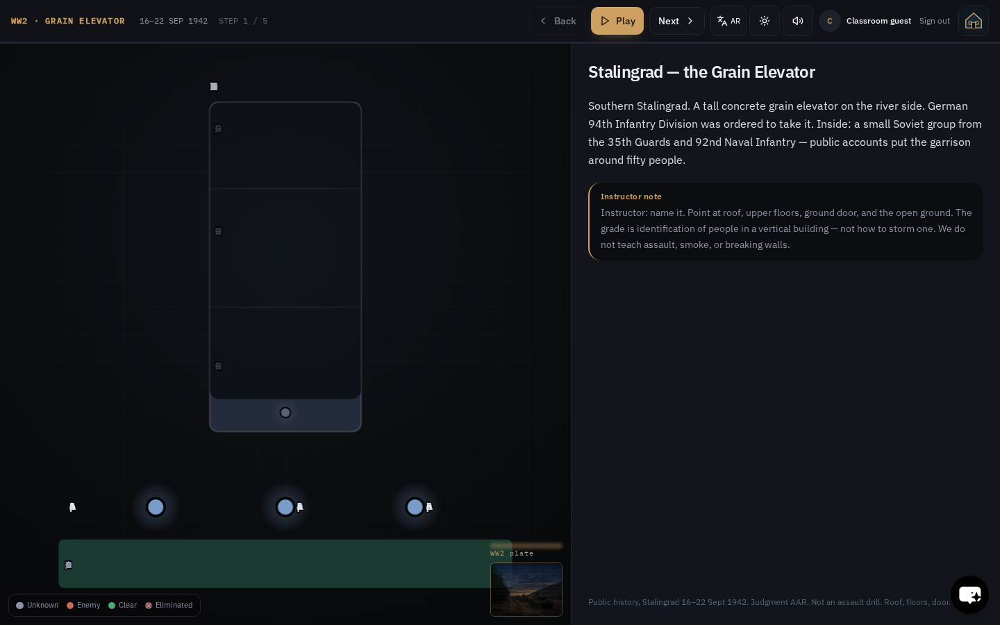 WW2 · GRAIN ELEVATOR · 16–22 SEP 1942 STEP 1 / 5
Back
Play
Next
AR
C
Classroom guest
Sign out
WW2 plate
Unknown
Enemy
Clear
Eliminated
Stalingrad — the Grain Elevator
Southern Stalingrad. A tall concrete grain elevator on the river side. German
94th Infantry Division was ordered to take it. Inside: a small Soviet group from
the 35th Guards and 92nd Naval Infantry — public accounts put the garrison
around fifty people.
Instructor note
Instructor: name it. Point at roof, upper floors, ground door, and the open ground. The
grade is identification of people in a vertical building — not how to storm one. We do
not teach assault, smoke, or breaking walls.
Public history, Stalingrad 16–22 Sept 1942. Judgment AAR. Not an assault drill. Roof, floors, door.